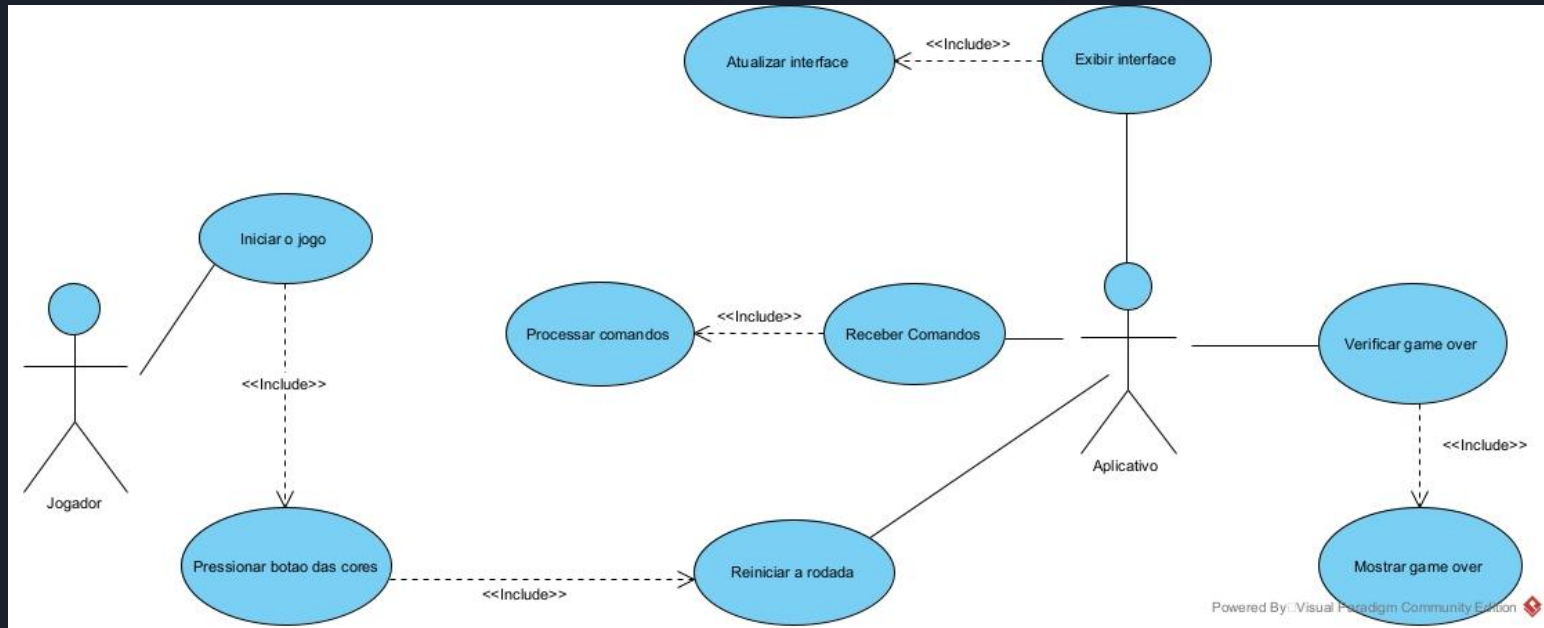 <<Include>>
Atualizar interface
Exibir interface
Iniciar o jogo
<<Include>>
Processar comandos
Receber Comandos
Verificar game over
<<Include>>
<<Include>>
Aplicativo
Jogador
Pressionar botao das cores
Reiniciar a rodada
Mostrar game over
<<Include>>
Powered By Visual Paradigm Community Edition